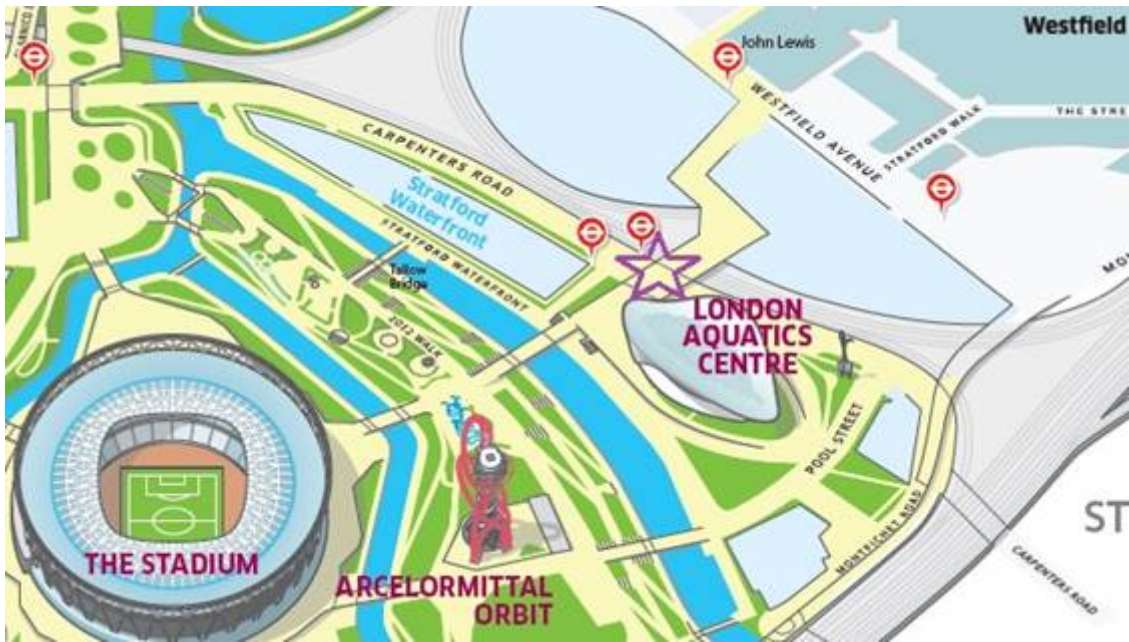 Westfield
John Lewis
WESTFIELD AVENUE
STRATFORD WALK
THE STRE
MO
CARPENTERS ROAD
Stratford
Waterfront
STRATFORD WATERFRONT
Tallow
Bridge
2012 WALK
LONDON
AQUATICS
CENTRE
POOL STREET
MONTFICHET ROAD
ST
CARPENTERS ROAD
THE STADIUM
ARCELORMITTAL
ORBIT